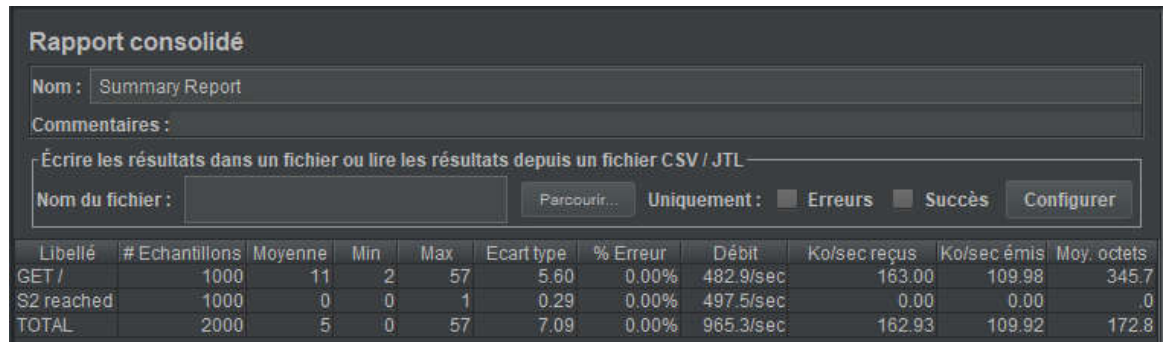 Rapport consolidé
Nom : Summary Report
Commentaires :
Écrire les résultats dans un fichier ou lire les résultats depuis un fichier CSV / JTL
Nom du fichier : Parcourir... Uniquement : Erreurs Succès Configurer
Libellé # Echantillons Moyenne Min Max Ecart type % Erreur Débit Ko/sec reçus Ko/sec émis Moy. octets
GET / 1000 11 2 57 5.60 0.00% 482.9/sec 163.00 109.98 345.7
S2 reached 1000 0 0 1 0.29 0.00% 497.5/sec 0.00 0.00 .0
TOTAL 2000 5 0 57 7.09 0.00% 965.3/sec 162.93 109.92 172.8